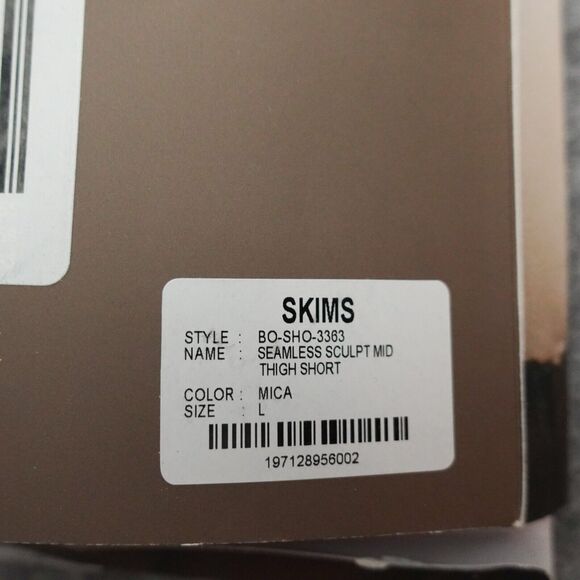 SKIMS
STYLE : BO-SHO-3363
NAME : SEAMLESS SCULPT MID
THIGH SHORT
COLOR : MICA
SIZE : L
197128956002